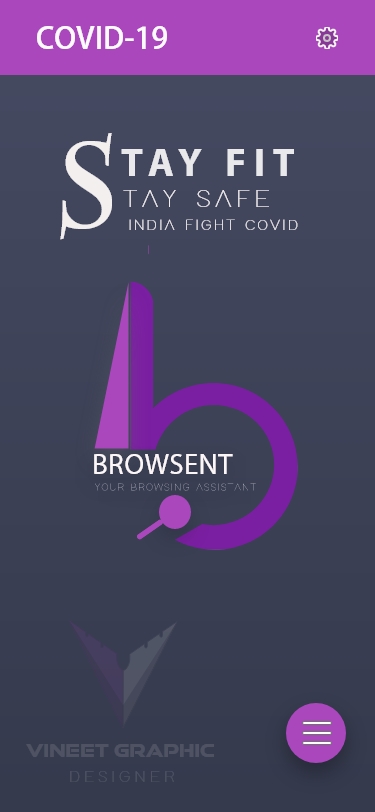 COVID-19
STAY FIT
TAY SAFE
INDIA FIGHT COVID
BROWSENT
YOUR BROWSING ASSISTANT
VINEET GRAPHIC
DESIGNER